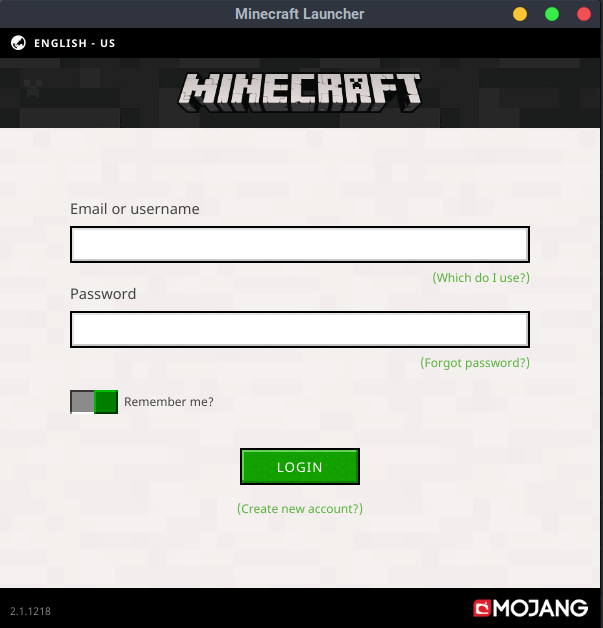 Minecraft Launcher
ENGLISH - US
MINECRAFT
Email or username
(Which do I use?)
Password
(Forgot password?)
Remember me?
LOGIN
(Create new account?)
2.1.1218
MOJANG